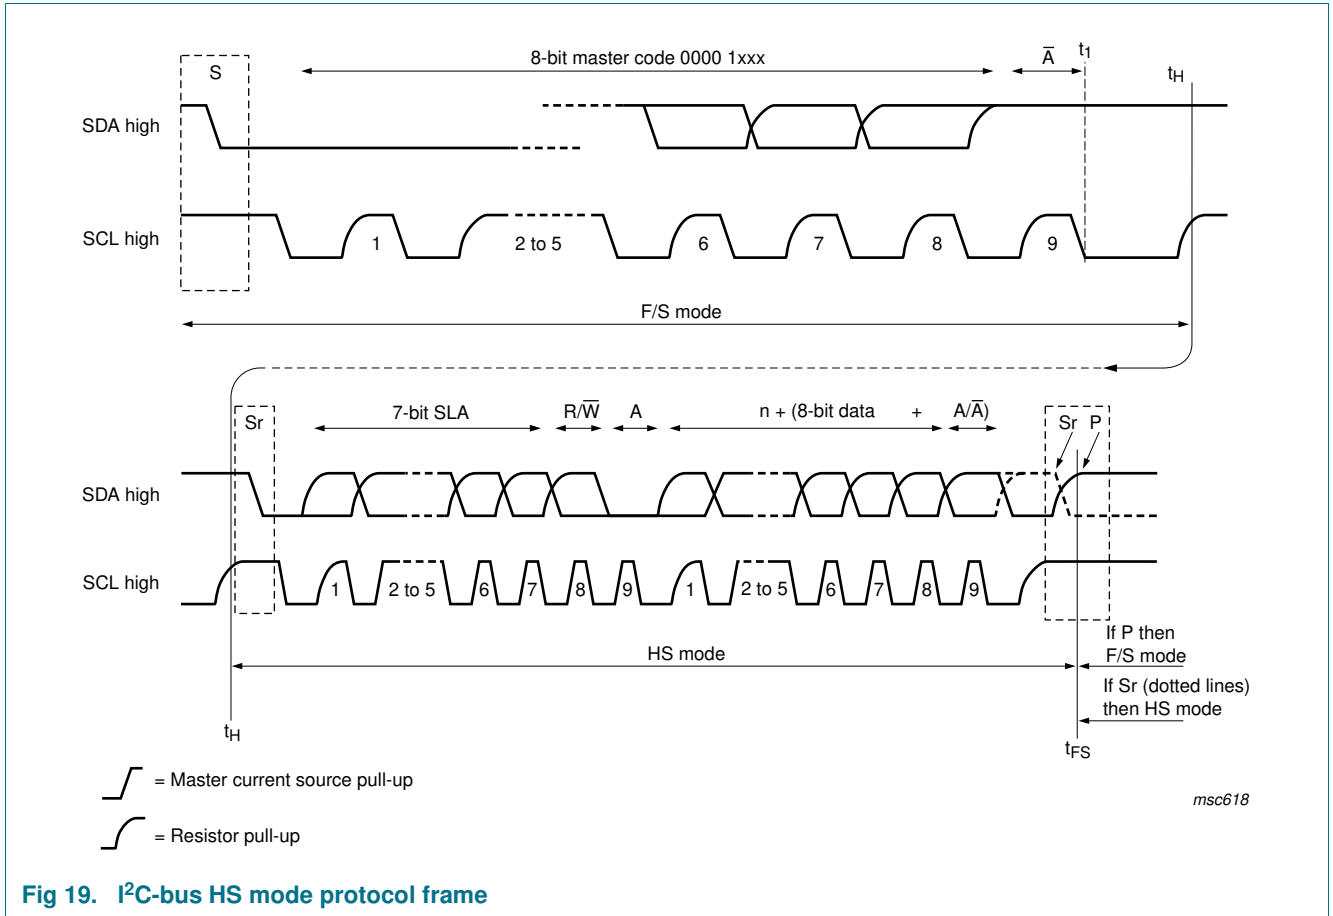 8-bit master code 0000 1xxx
A̅
t1
tH
S
SDA high
SCL high
1
2 to 5
6
7
8
9
F/S mode
Sr
7-bit SLA
R/W̅
A
n + (8-bit data + A/A̅)
Sr
P
SDA high
SCL high
1
2 to 5
6
7
8
9
1
2 to 5
6
7
8
9
If P then
F/S mode
HS mode
If Sr (dotted lines)
then HS mode
tH
tFS
= Master current source pull-up
= Resistor pull-up
msc618
Fig 19. I²C-bus HS mode protocol frame